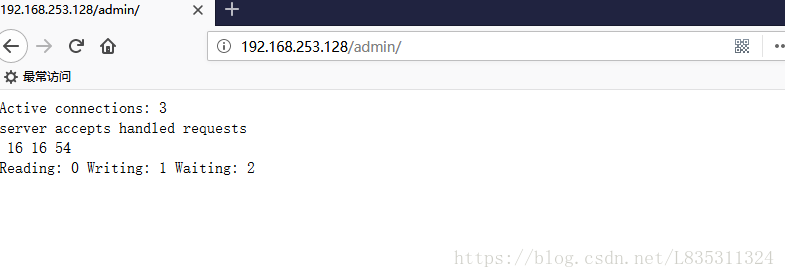 192.168.253.128/admin/
192.168.253.128/admin/
最常访问
Active connections: 3
server accepts handled requests
16 16 54
Reading: 0 Writing: 1 Waiting: 2
https://blog.csdn.net/L835311324